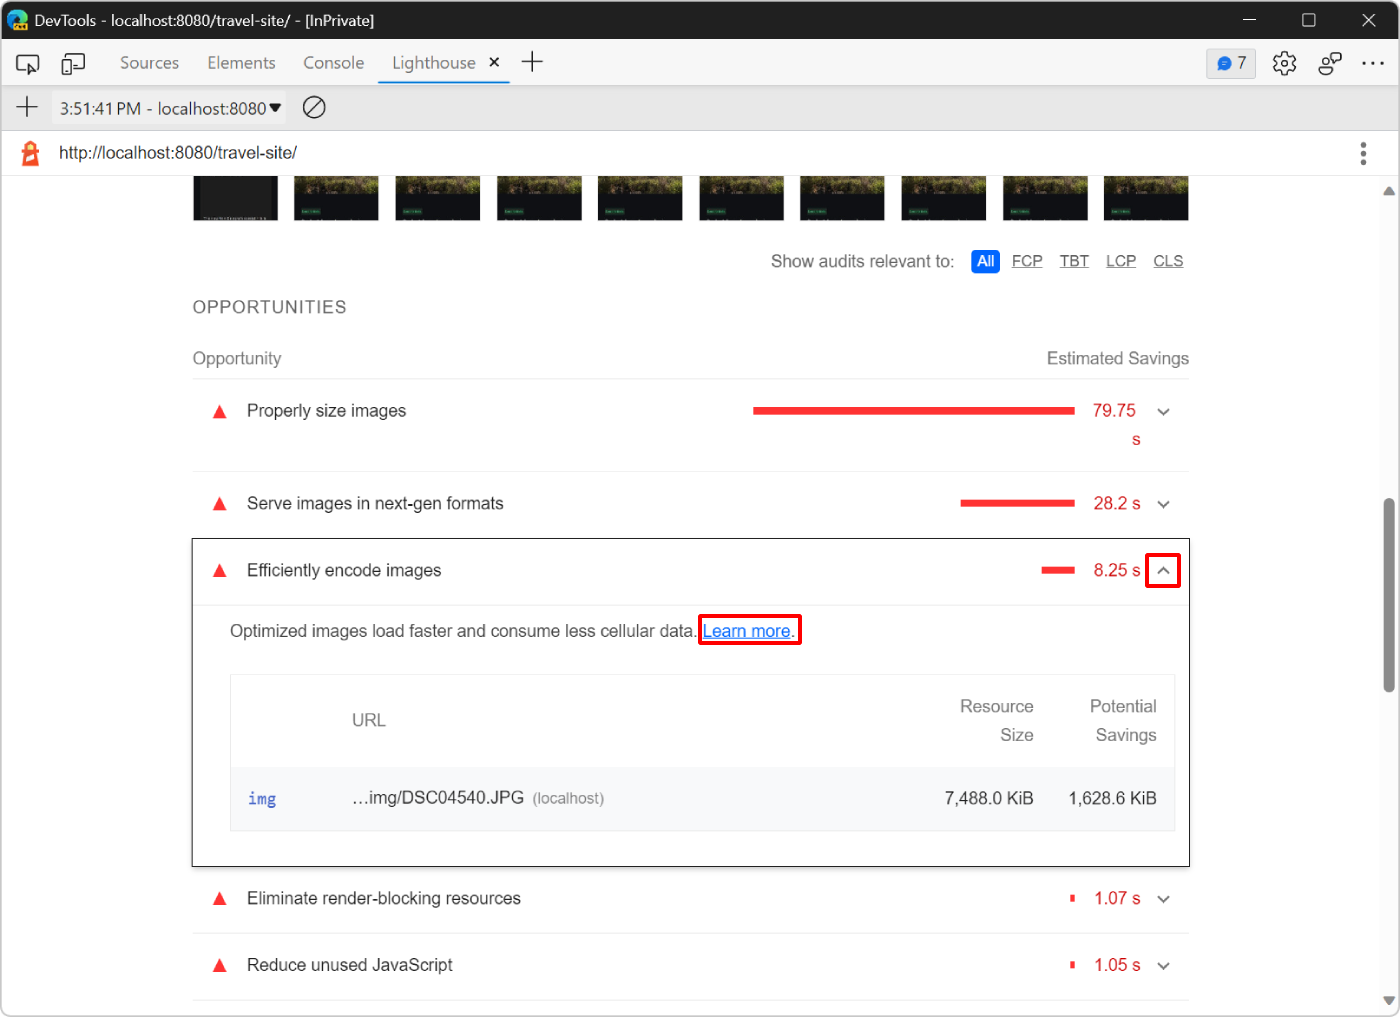 DevTools - localhost:8080/travel-site/ - [InPrivate]
Sources Elements Console Lighthouse 7
3:51:41 PM - localhost:8080
http://localhost:8080/travel-site/
Show audits relevant to: All FCP TBT LCP CLS
OPPORTUNITIES
Opportunity Estimated Savings
Properly size images 79.75
s
Serve images in next-gen formats 28.2 s
Efficiently encode images 8.25 s
Optimized images load faster and consume less cellular data. Learn more.
URL Resource Size Potential Savings
img …img/DSC04540.JPG (localhost) 7,488.0 KiB 1,628.6 KiB
Eliminate render-blocking resources 1.07 s
Reduce unused JavaScript 1.05 s